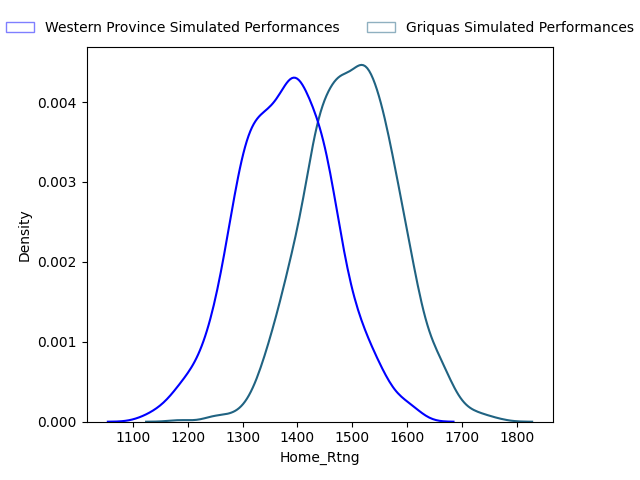 Western Province Simulated Performances Griquas Simulated Performances
0.004
0.003
Density
0.002
0.001
0.000
1100 1200 1300 1400 1500 1600 1700 1800
Home_Rtng